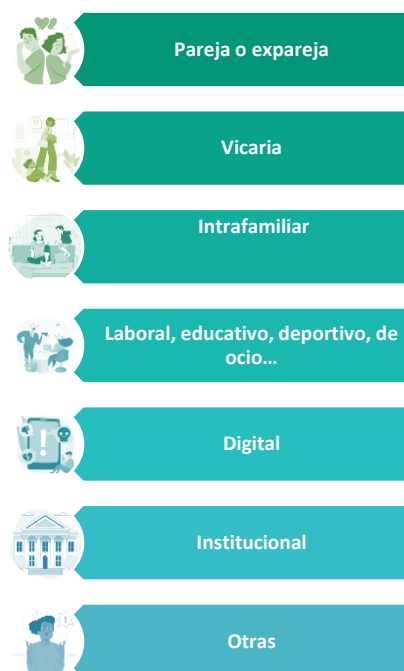 Pareja o expareja
Vicaria
Intrafamiliar
Laboral, educativo, deportivo, de
ocio...
Digital
Institucional
Otras